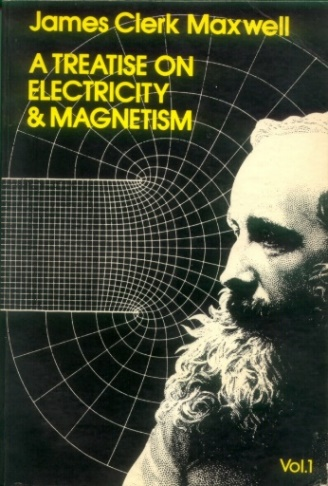 James Clerk Maxwell
A TREATISE ON
ELECTRICITY
& MAGNETISM
Vol.1